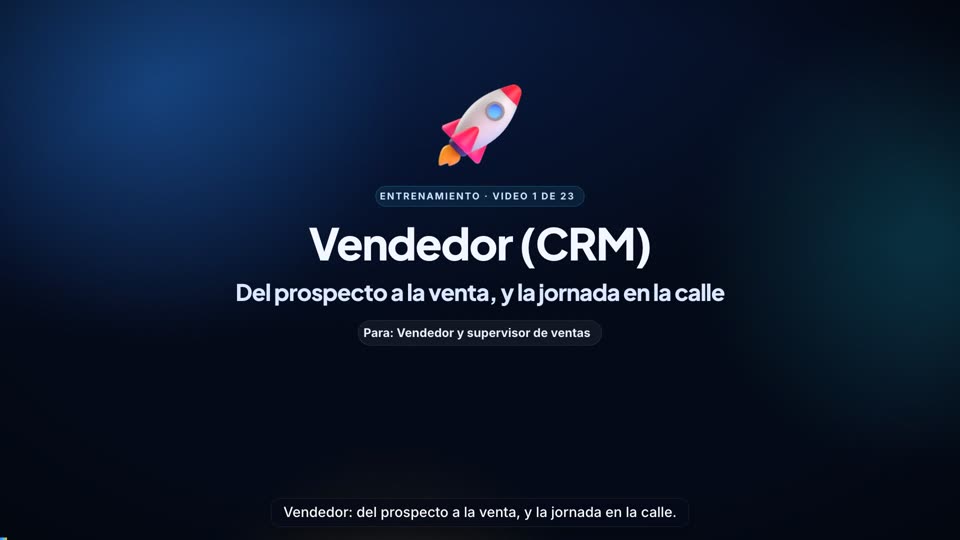 ENTRENAMIENTO · VIDEO 1 DE 23
Vendedor (CRM)
Del prospecto a la venta, y la jornada en la calle
Para: Vendedor y supervisor de ventas
Vendedor: del prospecto a la venta, y la jornada en la calle.